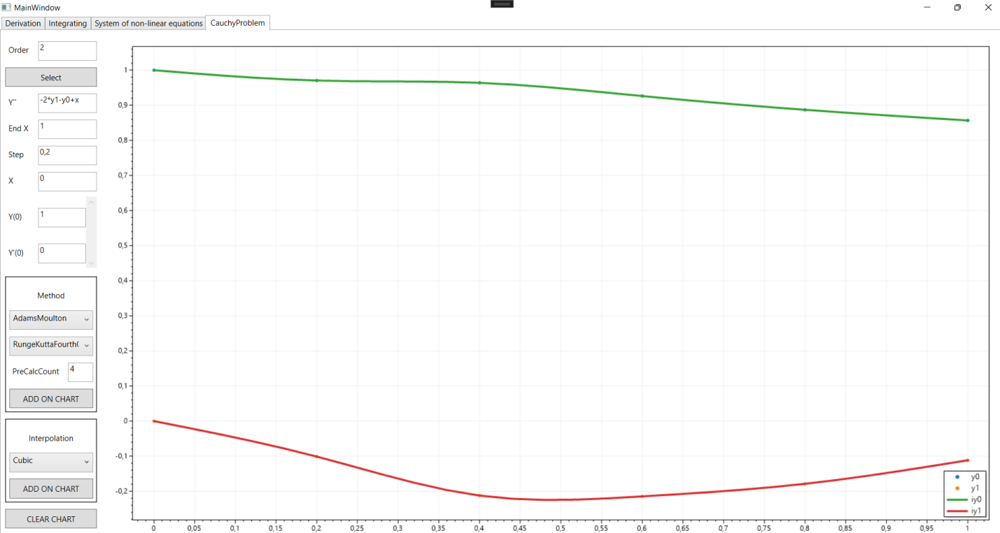 MainWindow
Derivation Integrating System of non-linear equations CauchyProblem
Order 2
Select
Y'' -2*y1-y0+x
End X 1
Step 0,2
X 0
Y(0) 1
Y'(0) 0
Method
AdamsMoulton
RungeKuttaFourth(
PreCalcCount 4
ADD ON CHART
Interpolation
Cubic
ADD ON CHART
CLEAR CHART
1
0,9
0,8
0,7
0,6
0,5
0,4
0,3
0,2
0,1
0
-0,1
-0,2
0 0,05 0,1 0,15 0,2 0,25 0,3 0,35 0,4 0,45 0,5 0,55 0,6 0,65 0,7 0,75 0,8 0,85 0,9 0,95 1
y0
y1
iy0
iy1